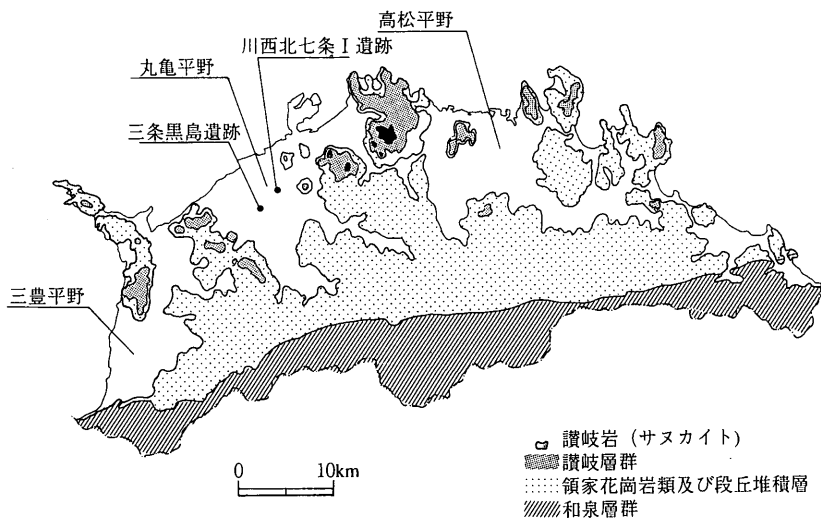 高松平野
川西北七条Ⅰ遺跡
丸亀平野
三条黒島遺跡
三豊平野
0 10km
讃岐岩（サヌカイト）
讃岐層群
領家花崗岩類及び段丘堆積層
和泉層群